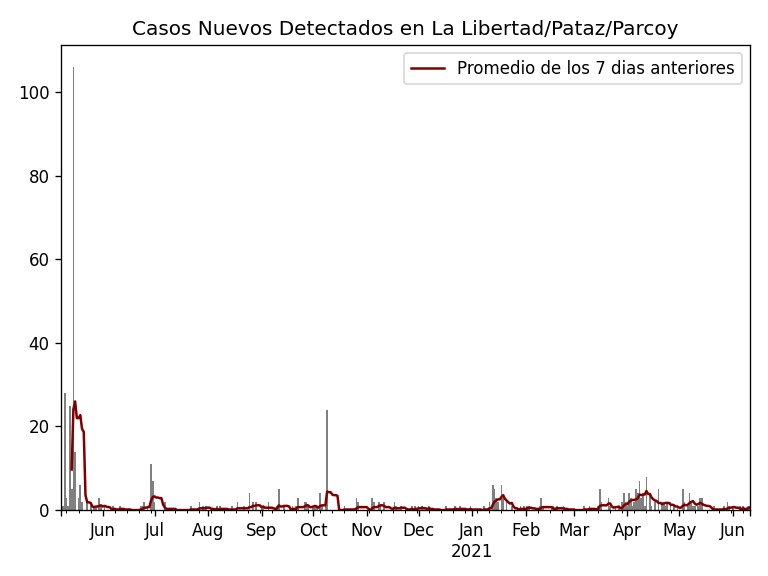 Casos Nuevos Detectados en La Libertad/Pataz/Parcoy
Promedio de los 7 dias anteriores
100
80
60
40
20
0
Jun Jul Aug Sep Oct Nov Dec Jan Feb Mar Apr May Jun
2021